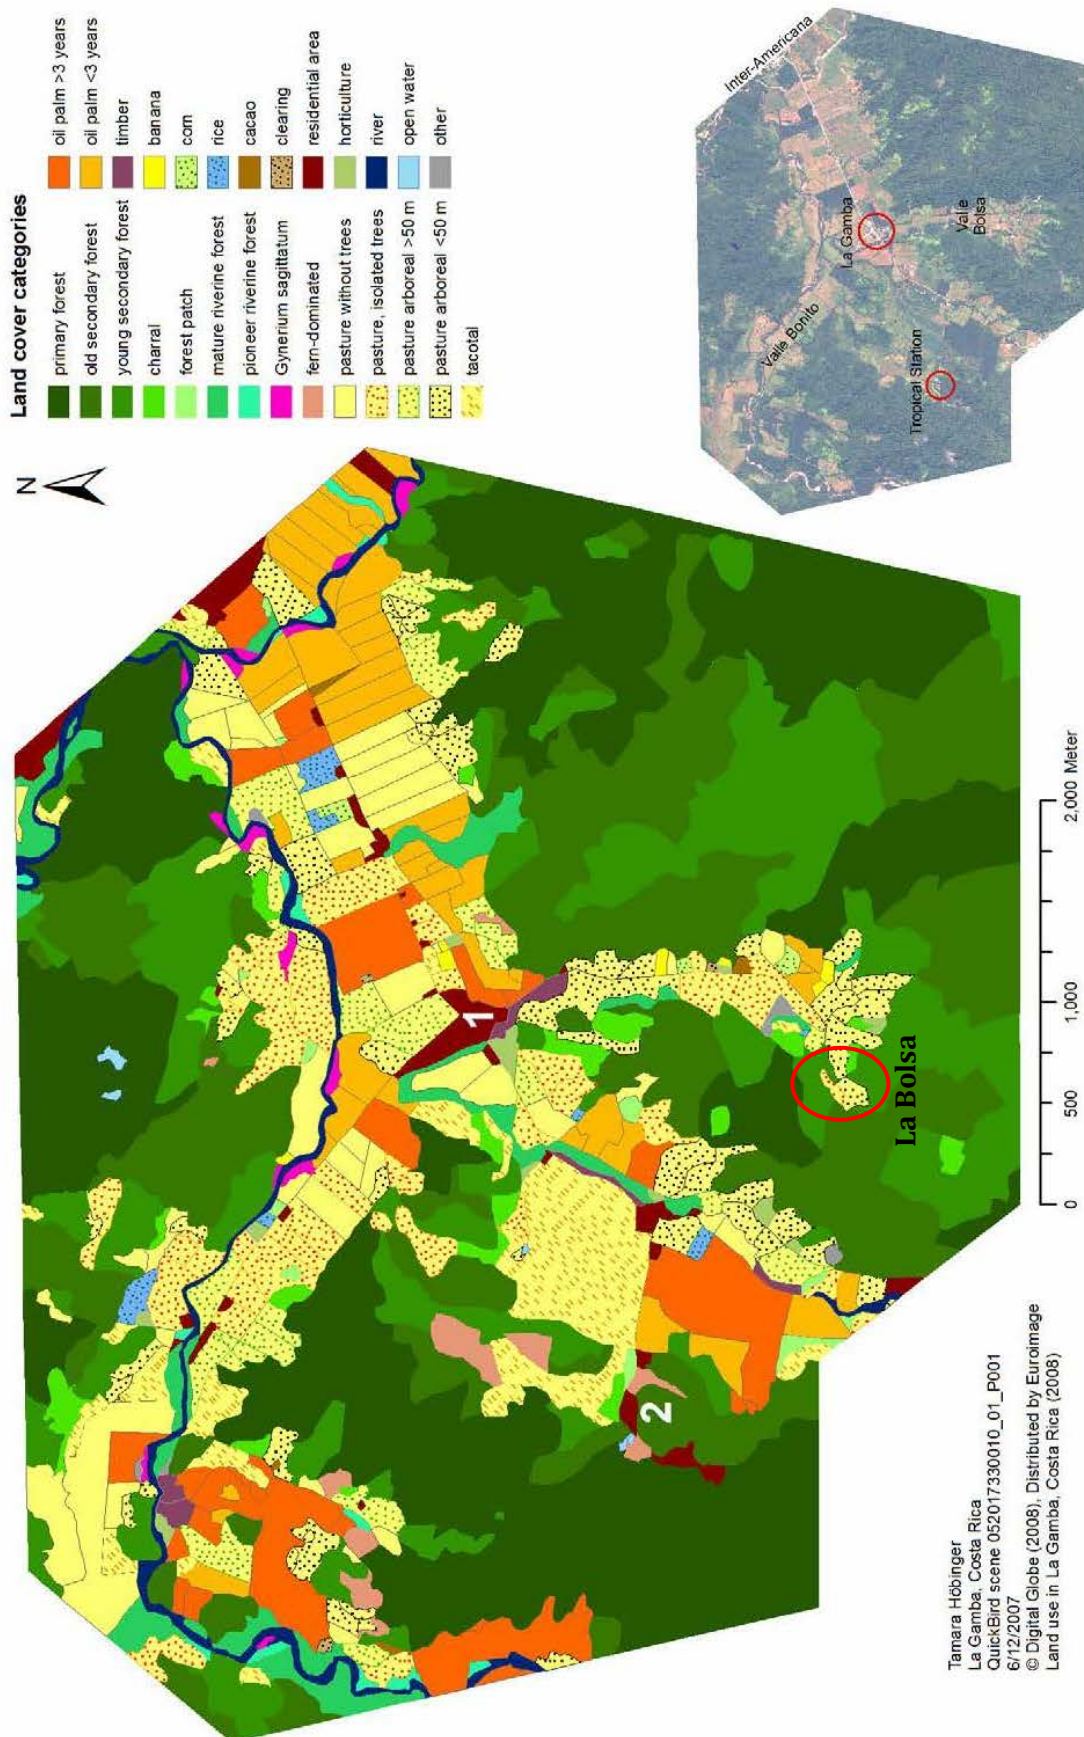 Land cover categories
primary forest
old secondary forest
young secondary forest
charral
forest patch
mature riverine forest
pioneer riverine forest
Gynerium sagittatum
fern-dominated
pasture without trees
pasture, isolated trees
pasture arboreal >50 m
pasture arboreal <50 m
tacotal
oil palm >3 years
oil palm <3 years
timber
banana
corn
rice
cacao
clearing
residential area
horticulture
river
open water
other
N
1
2
La Bolsa
0
500
1,000
2,000 Meter
Inter-Americana
La Gamba
Valle Bonito
Valle
Bolsa
Tropical Station
Tamara Höbinger
La Gamba, Costa Rica
QuickBird scene 052017330010_01_P001
6/12/2007
© Digital Globe (2008), Distributed by Euroimage
Land use in La Gamba, Costa Rica (2008)